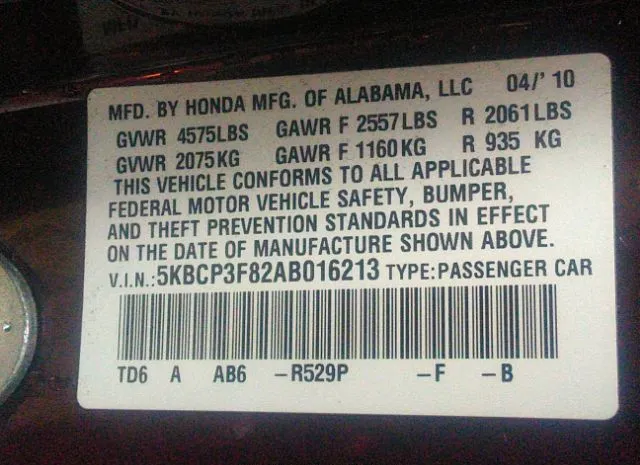 MFD. BY HONDA MFG. OF ALABAMA, LLC 04/'10
GVWR 4575LBS GAWR F 2557LBS R 2061LBS
GVWR 2075KG GAWR F 1160KG R 935 KG
THIS VEHICLE CONFORMS TO ALL APPLICABLE
FEDERAL MOTOR VEHICLE SAFETY, BUMPER,
AND THEFT PREVENTION STANDARDS IN EFFECT
ON THE DATE OF MANUFACTURE SHOWN ABOVE.
V.I.N.:5KBCP3F82AB016213 TYPE:PASSENGER CAR
TD6 A AB6 -R529P -F -B